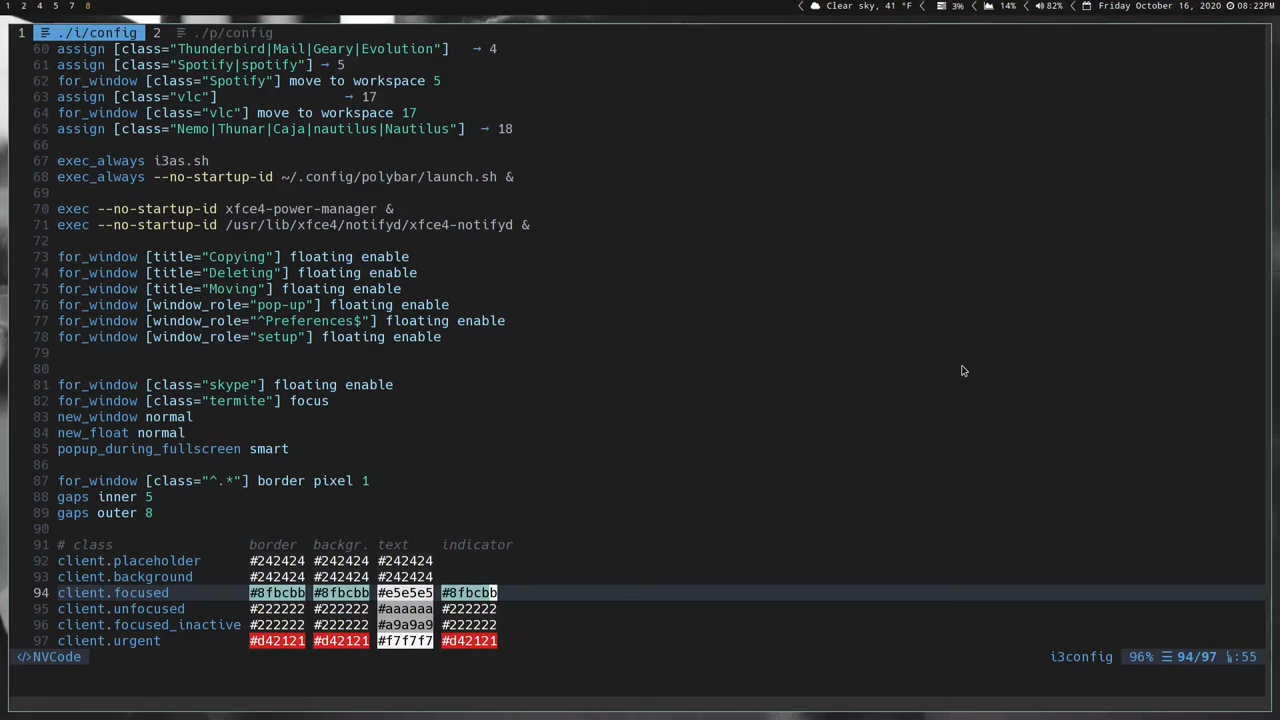 1 2 4 5 7 8 Clear sky, 41 °F 3% 14% 82% Friday October 16, 2020 08:22PM
1 ./i/config 2 ./p/config
60 assign [class="Thunderbird|Mail|Geary|Evolution"] → 4
61 assign [class="Spotify|spotify"] → 5
62 for_window [class="Spotify"] move to workspace 5
63 assign [class="vlc"] → 17
64 for_window [class="vlc"] move to workspace 17
65 assign [class="Nemo|Thunar|Caja|nautilus|Nautilus"] → 18
66
67 exec_always i3as.sh
68 exec_always --no-startup-id ~/.config/polybar/launch.sh &
69
70 exec --no-startup-id xfce4-power-manager &
71 exec --no-startup-id /usr/lib/xfce4/notifyd/xfce4-notifyd &
72
73 for_window [title="Copying"] floating enable
74 for_window [title="Deleting"] floating enable
75 for_window [title="Moving"] floating enable
76 for_window [window_role="pop-up"] floating enable
77 for_window [window_role="^Preferences$"] floating enable
78 for_window [window_role="setup"] floating enable
79
80
81 for_window [class="skype"] floating enable
82 for_window [class="termite"] focus
83 new_window normal
84 new_float normal
85 popup_during_fullscreen smart
86
87 for_window [class="^.*"] border pixel 1
88 gaps inner 5
89 gaps outer 8
90
91 # class border backgr. text indicator
92 client.placeholder #242424 #242424 #242424
93 client.background #242424 #242424 #242424
94 client.focused #8fbcbb #8fbcbb #e5e5e5 #8fbcbb
95 client.unfocused #222222 #222222 #aaaaaa #222222
96 client.focused_inactive #222222 #222222 #a9a9a9 #222222
97 client.urgent #d42121 #d42121 #f7f7f7 #d42121
</>NVCode i3config 96% ☰ 94/97 :55